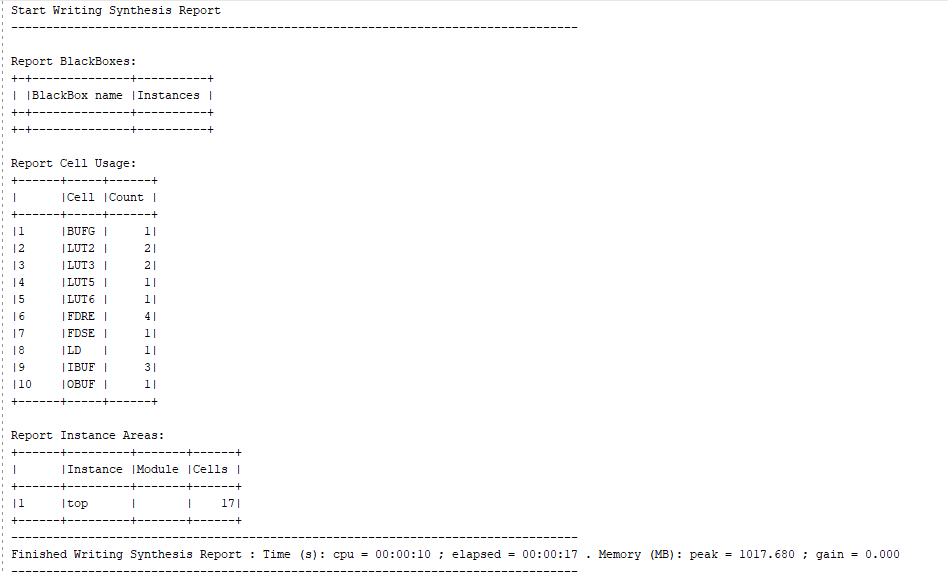 Start Writing Synthesis Report
---------------------------------------------------------------------------------

Report BlackBoxes:
+-+--------------+----------+
| |BlackBox name |Instances |
+-+--------------+----------+
+-+--------------+----------+

Report Cell Usage:
+------+-----+------+
|      |Cell |Count |
+------+-----+------+
|1     |BUFG |     1|
|2     |LUT2 |     2|
|3     |LUT3 |     2|
|4     |LUT5 |     1|
|5     |LUT6 |     1|
|6     |FDRE |     4|
|7     |FDSE |     1|
|8     |LD   |     1|
|9     |IBUF |     3|
|10    |OBUF |     1|
+------+-----+------+

Report Instance Areas:
+------+---------+-------+------+
|      |Instance |Module |Cells |
+------+---------+-------+------+
|1     |top      |       |    17|
+------+---------+-------+------+
---------------------------------------------------------------------------------
Finished Writing Synthesis Report : Time (s): cpu = 00:00:10 ; elapsed = 00:00:17 . Memory (MB): peak = 1017.680 ; gain = 0.000
---------------------------------------------------------------------------------